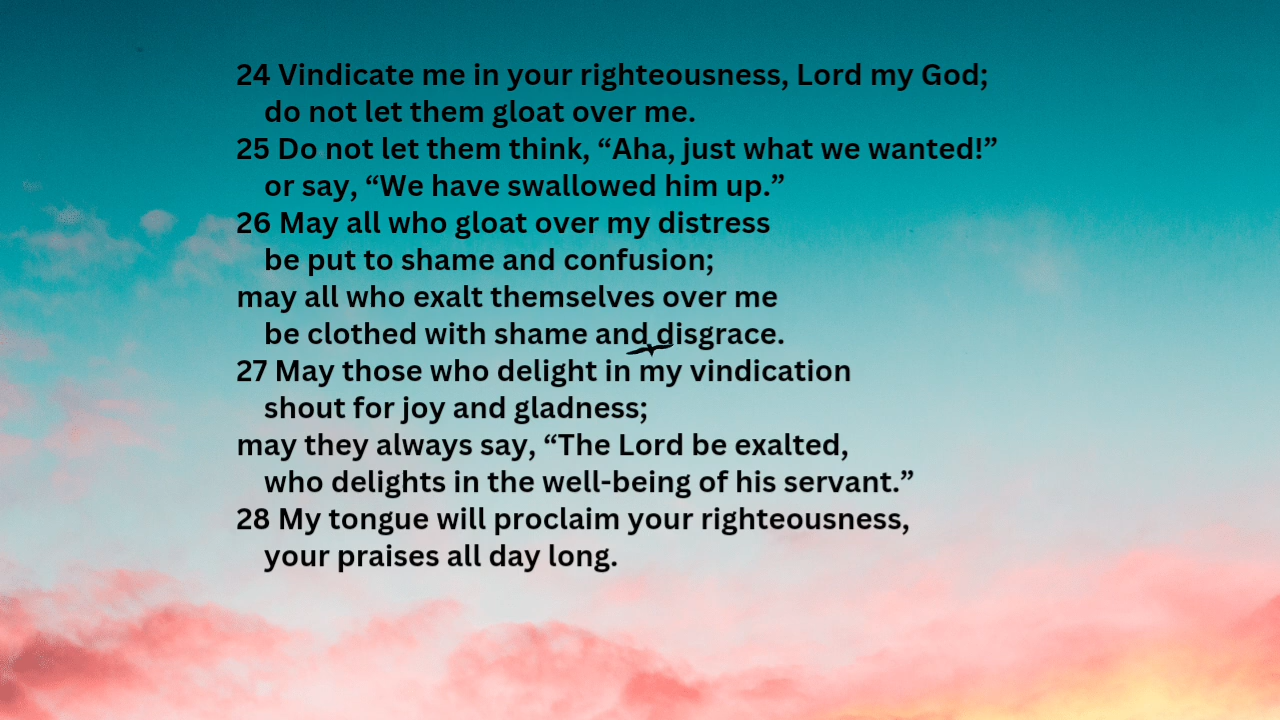 24 Vindicate me in your righteousness, Lord my God;
do not let them gloat over me.
25 Do not let them think, “Aha, just what we wanted!”
or say, “We have swallowed him up.”
26 May all who gloat over my distress
be put to shame and confusion;
may all who exalt themselves over me
be clothed with shame and disgrace.
27 May those who delight in my vindication
shout for joy and gladness;
may they always say, “The Lord be exalted,
who delights in the well-being of his servant.”
28 My tongue will proclaim your righteousness,
your praises all day long.